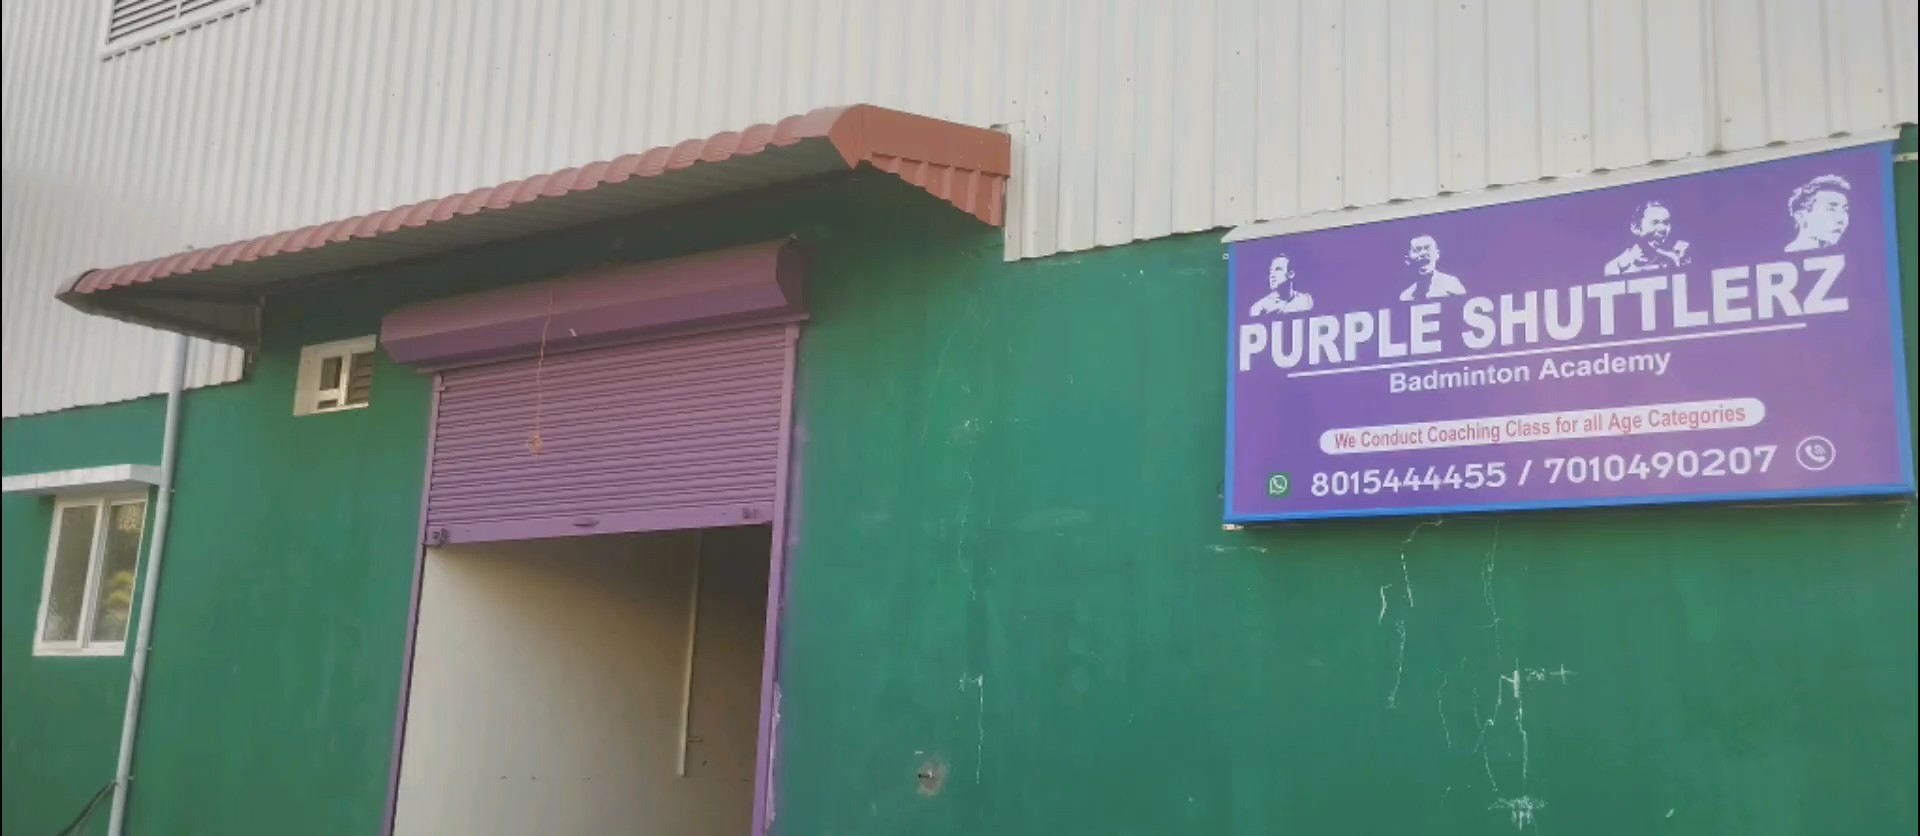 PURPLE SHUTTLERZ
Badminton Academy
We Conduct Coaching Class for all Age Categories
8015444455 / 7010490207